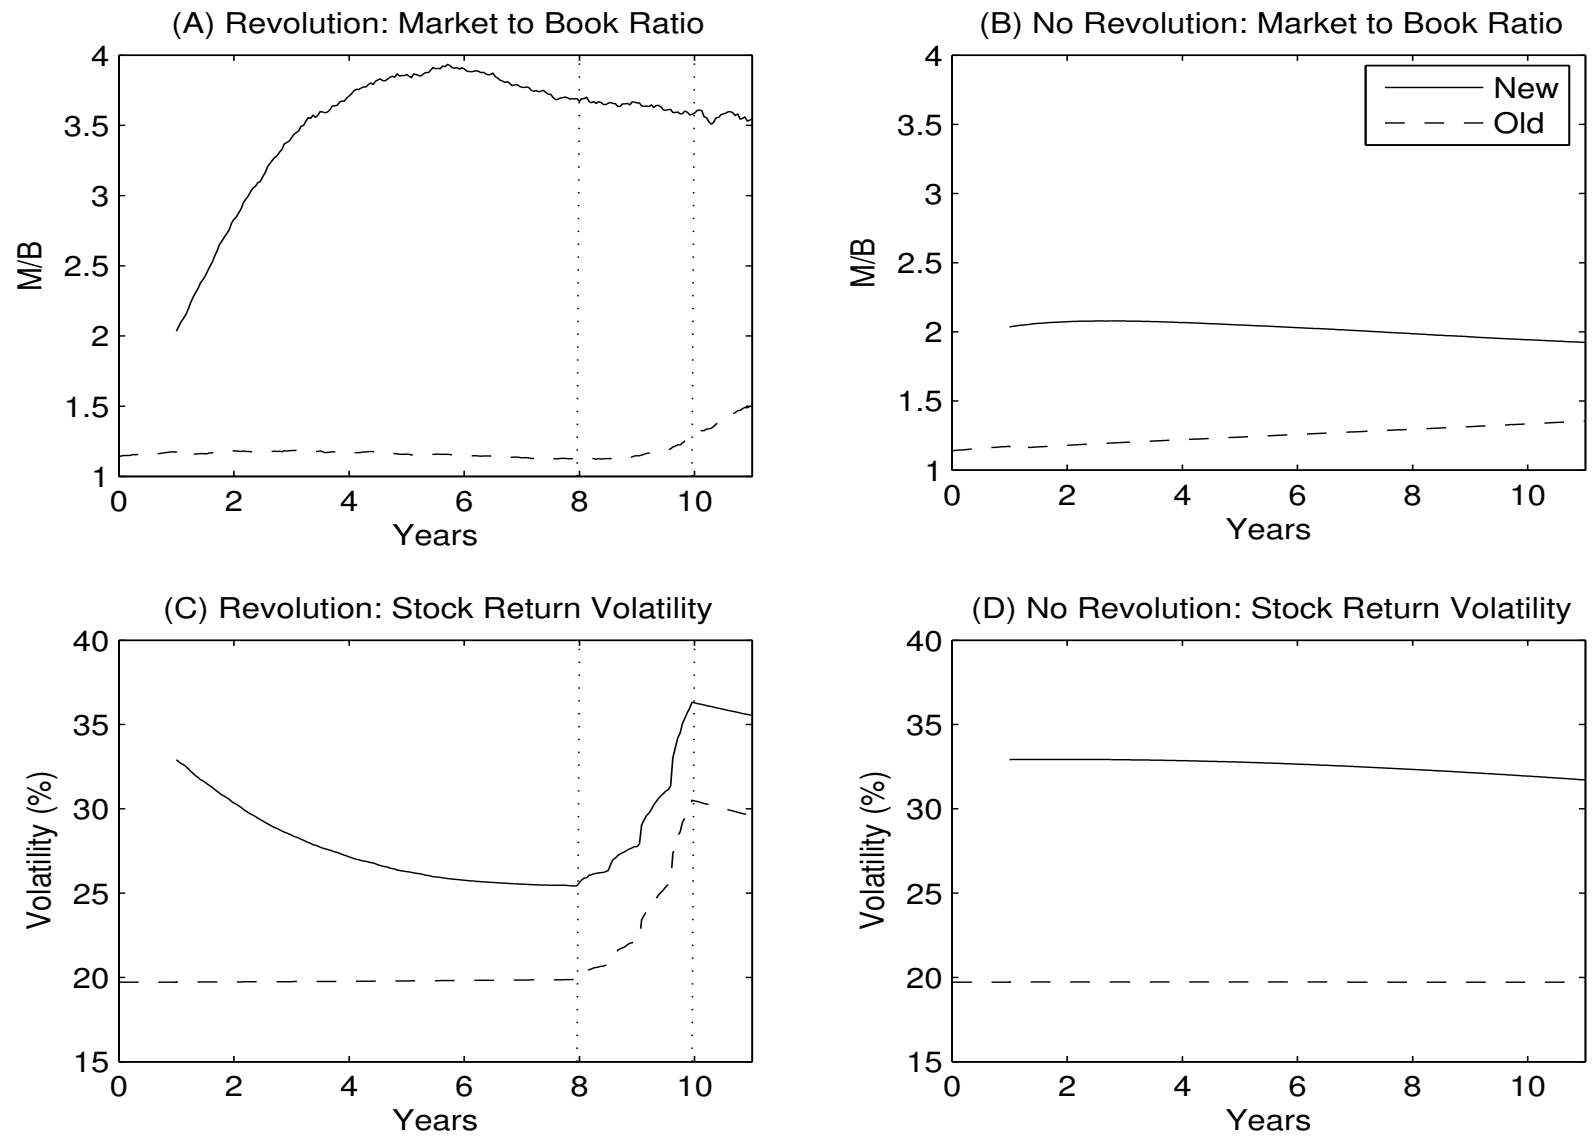 (A) Revolution: Market to Book Ratio
4
3.5
3
2.5
2
1.5
1
M/B
0 2 4 6 8 10
Years
(B) No Revolution: Market to Book Ratio
4
3.5
3
2.5
2
1.5
1
M/B
New
Old
0 2 4 6 8 10
Years
(C) Revolution: Stock Return Volatility
40
35
30
25
20
15
Volatility (%)
0 2 4 6 8 10
Years
(D) No Revolution: Stock Return Volatility
40
35
30
25
20
15
Volatility (%)
0 2 4 6 8 10
Years